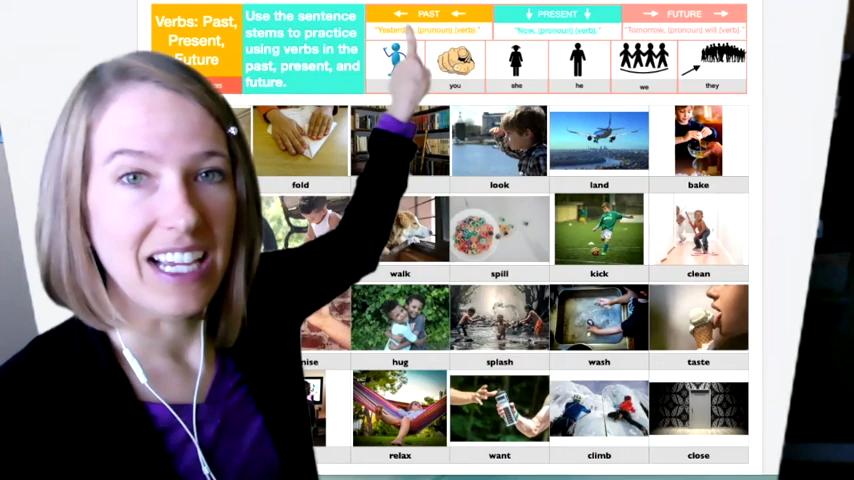 Verbs: Past,
Present,
Future
Use the sentence
stems to practice
using verbs in the
past, present, and
future.
← PAST ←
↓ PRESENT ↓
→ FUTURE →
(pronoun) (verb)."
"Now, (pronoun) (verb)."
"Tomorrow, (pronoun) will (verb)."
you
she
he
we
they
fold
look
land
bake
walk
spill
kick
clean
hug
splash
wash
taste
relax
want
climb
close